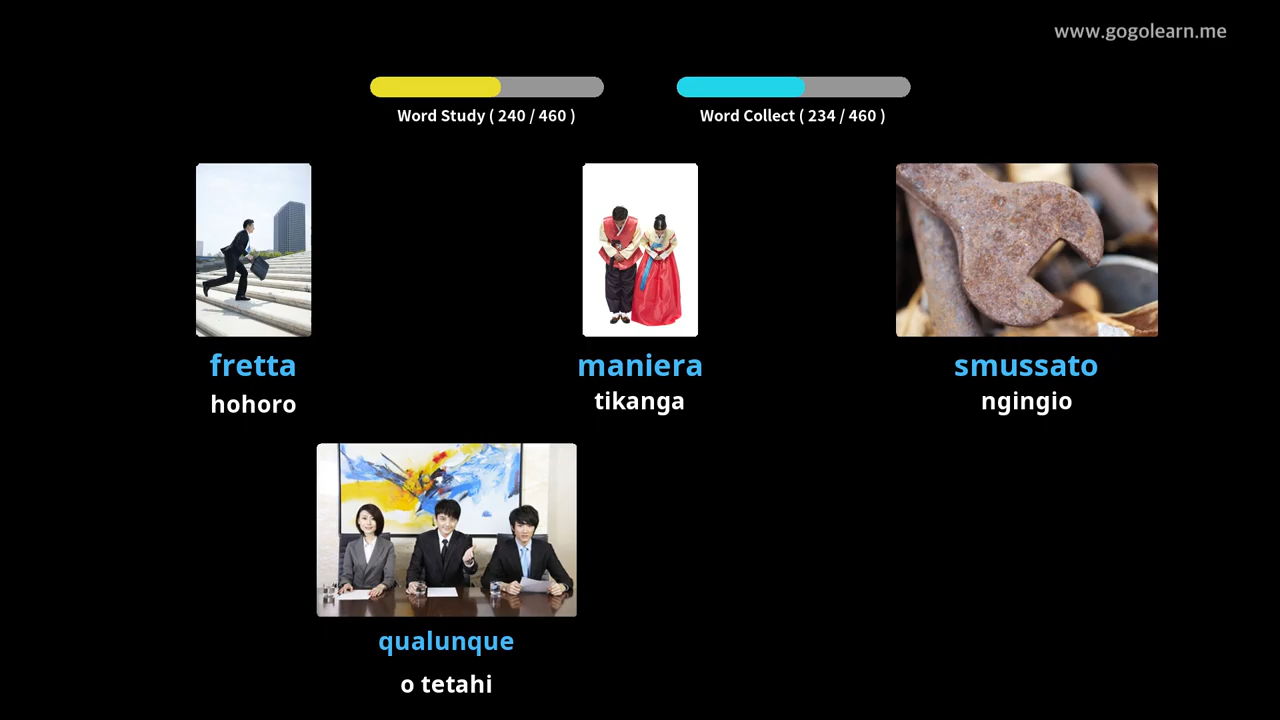 www.gogolearn.me
Word Study ( 240 / 460 )
Word Collect ( 234 / 460 )
fretta
hohoro
maniera
tikanga
smussato
ngingio
qualunque
o tetahi